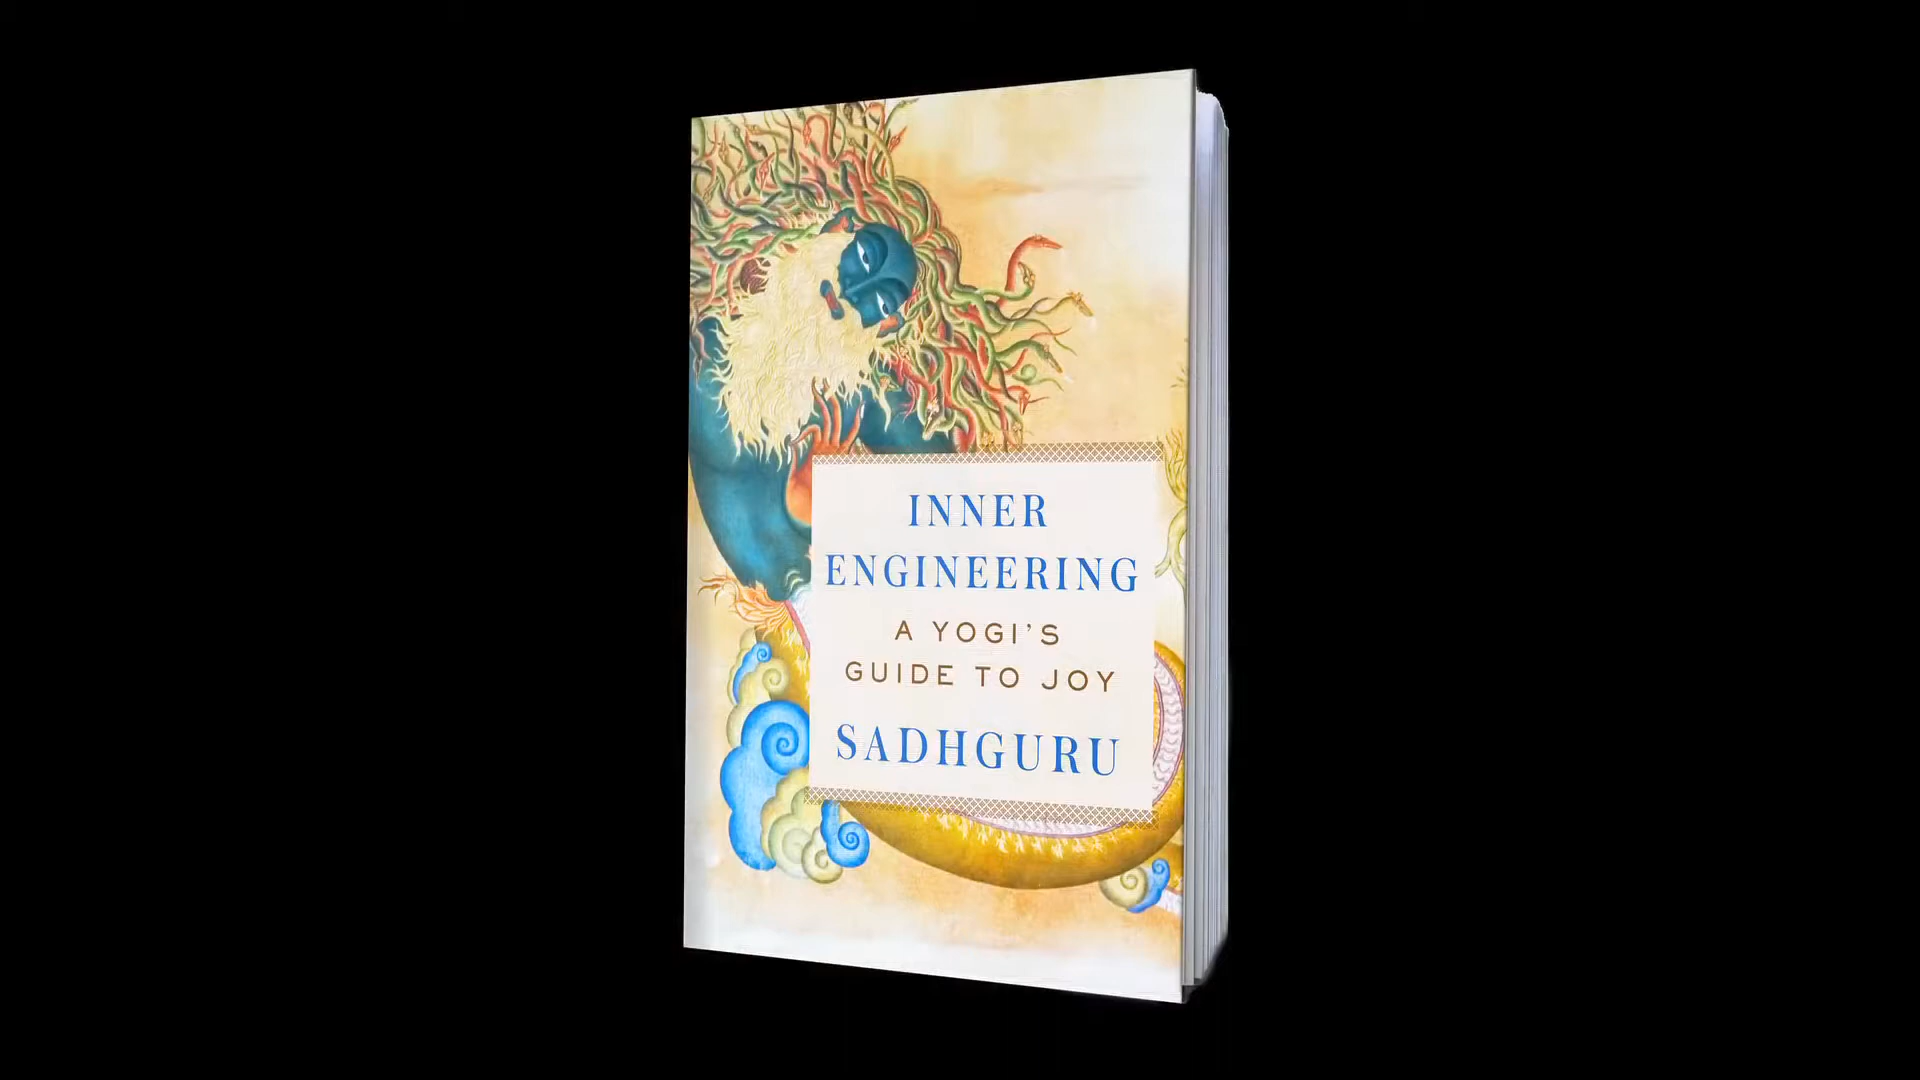 INNER
ENGINEERING
A YOGI'S
GUIDE TO JOY
SADHGURU